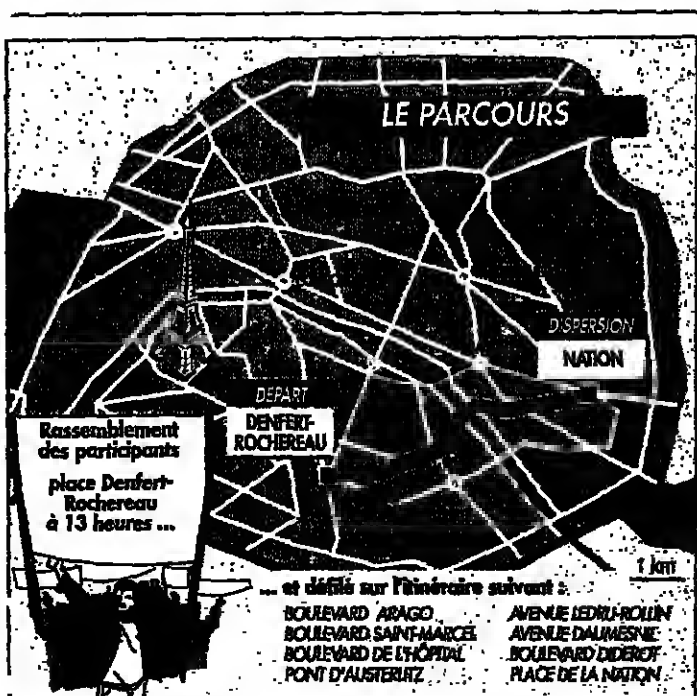 LE PARCOURS
DISPERSION
NATION
DÉPART
DENFERT-
ROCHEREAU
Rassemblement
des participants
place Denfert-
Rochereau
à 13 heures ...
1 km
... et défilé sur l'itinéraire suivant :
BOULEVARD ARAGO
BOULEVARD SAINT-MARCEL
BOULEVARD DE L'HÔPITAL
PONT D'AUSTERLITZ
AVENUE LEDRU-ROLLIN
AVENUE DAUMESNIL
BOULEVARD DIDEROT
PLACE DE LA NATION